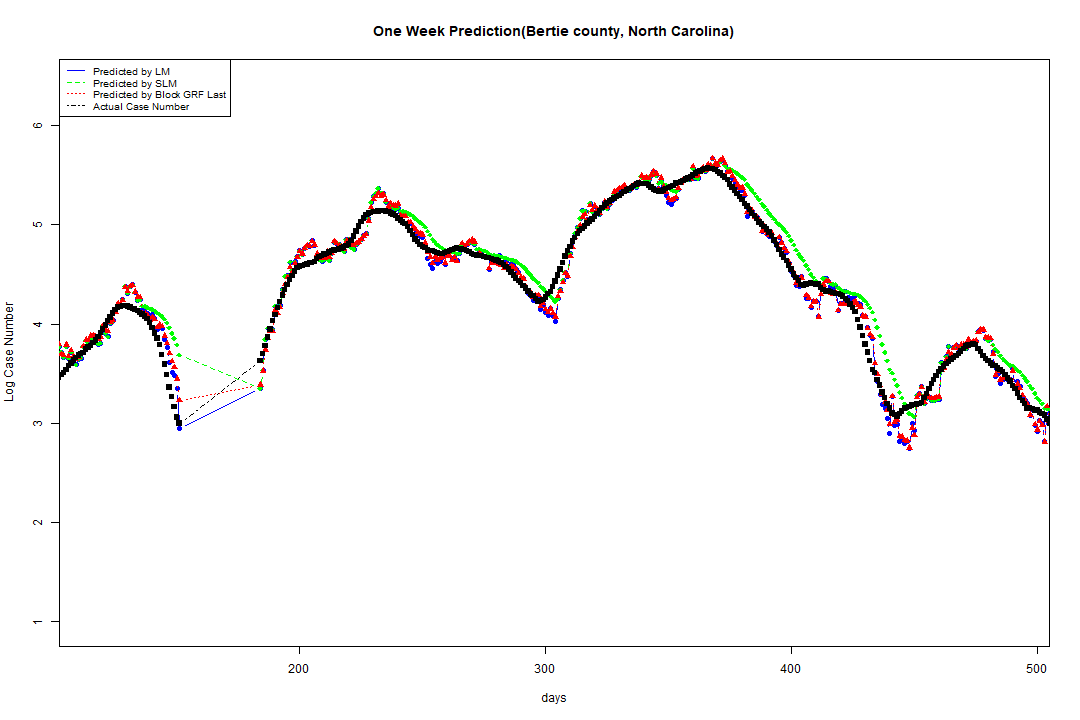 One Week Prediction(Bertie county, North Carolina)
Predicted by LM
Predicted by SLM
Predicted by Block GRF Last
Actual Case Number
6
5
4
3
2
1
Log Case Number
200 300 400 500
days